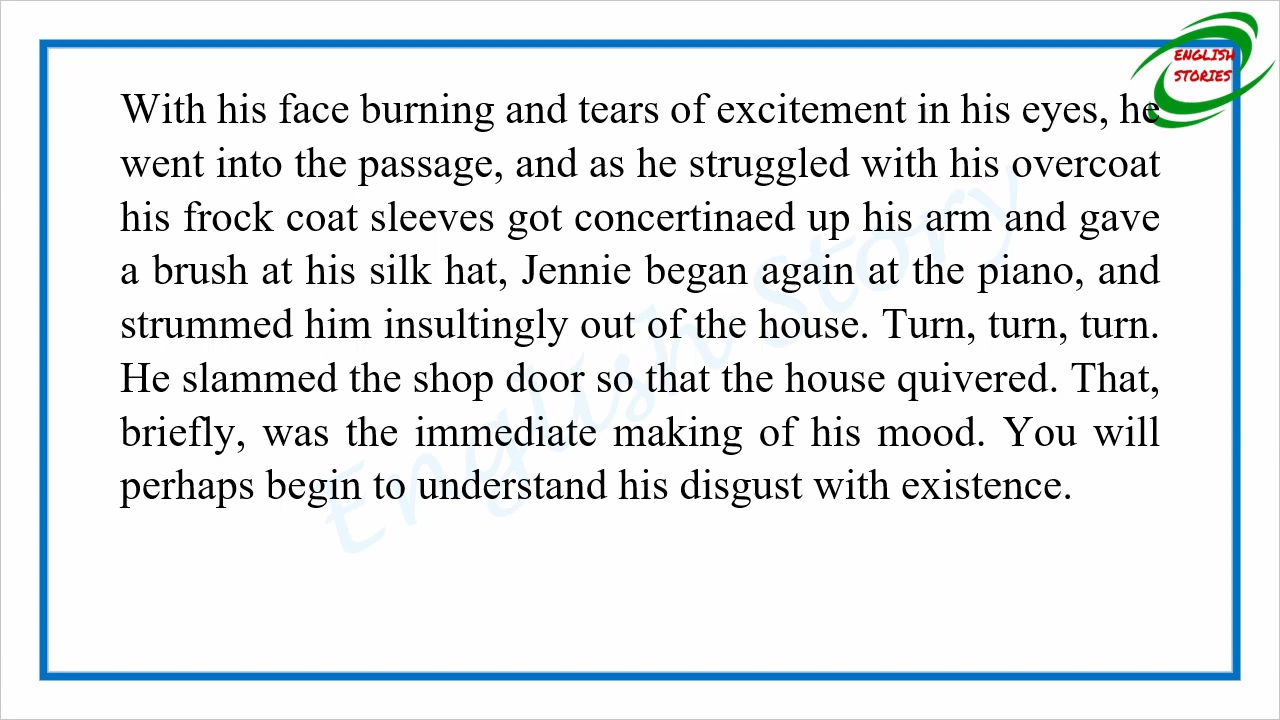 ENGLISH
STORIES
With his face burning and tears of excitement in his eyes, he
went into the passage, and as he struggled with his overcoat
his frock coat sleeves got concertinaed up his arm and gave
a brush at his silk hat, Jennie began again at the piano, and
strummed him insultingly out of the house. Turn, turn, turn.
He slammed the shop door so that the house quivered. That,
briefly, was the immediate making of his mood. You will
perhaps begin to understand his disgust with existence.
English Story